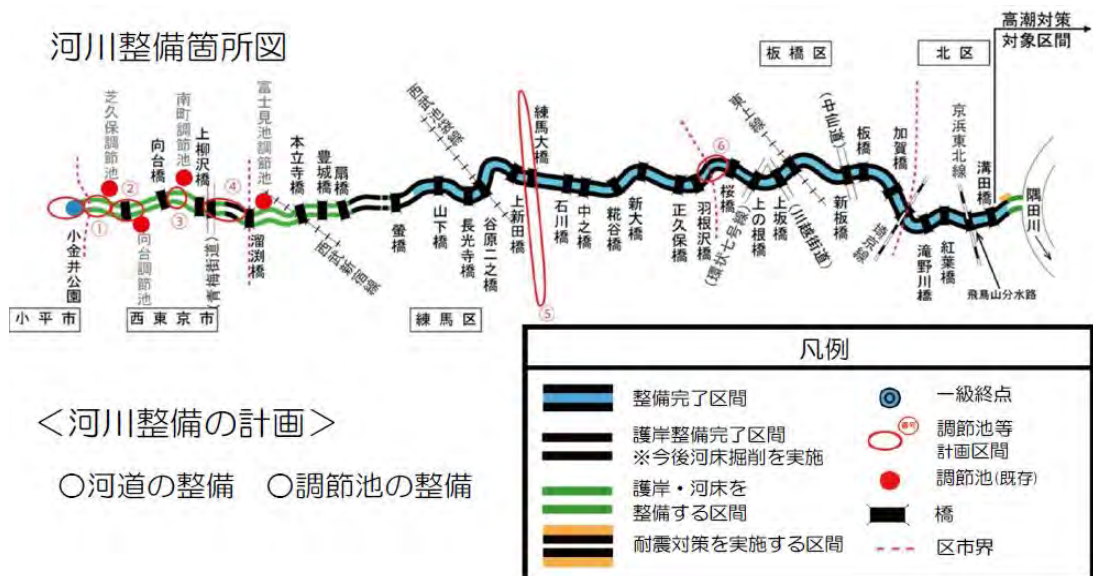 河川整備箇所図
高潮対策
対象区間
板橋区
北区
芝久保調節池
向台橋
南町調節池
上柳沢橋
富士見池調節池
本立寺橋
豊城橋
扇橋
西武池袋線
練馬大橋
東上線
(中仙道)
板橋
加賀橋
京浜東北線
溝田橋
①
②
③
④
⑤
⑥
小金井公園
向台調節池
(青梅街道)
溜渕橋
西武新宿線
螢橋
山下橋
長光寺橋
谷原二之橋
上新田橋
石川橋
中之橋
糀谷橋
新大橋
正久保橋
羽根沢橋
桜橋
(環状七号線)
上の根橋
上坂橋
(川越街道)
新板橋
埼京線
滝野川橋
紅葉橋
飛鳥山分水路
隅田川
小平市
西東京市
練馬区
<河川整備の計画>
○河道の整備 ○調節池の整備
凡例
整備完了区間
護岸整備完了区間
※今後河床掘削を実施
護岸・河床を
整備する区間
耐震対策を実施する区間
一級終点
番号
調節池等
計画区間
調節池(既存)
橋
区市界